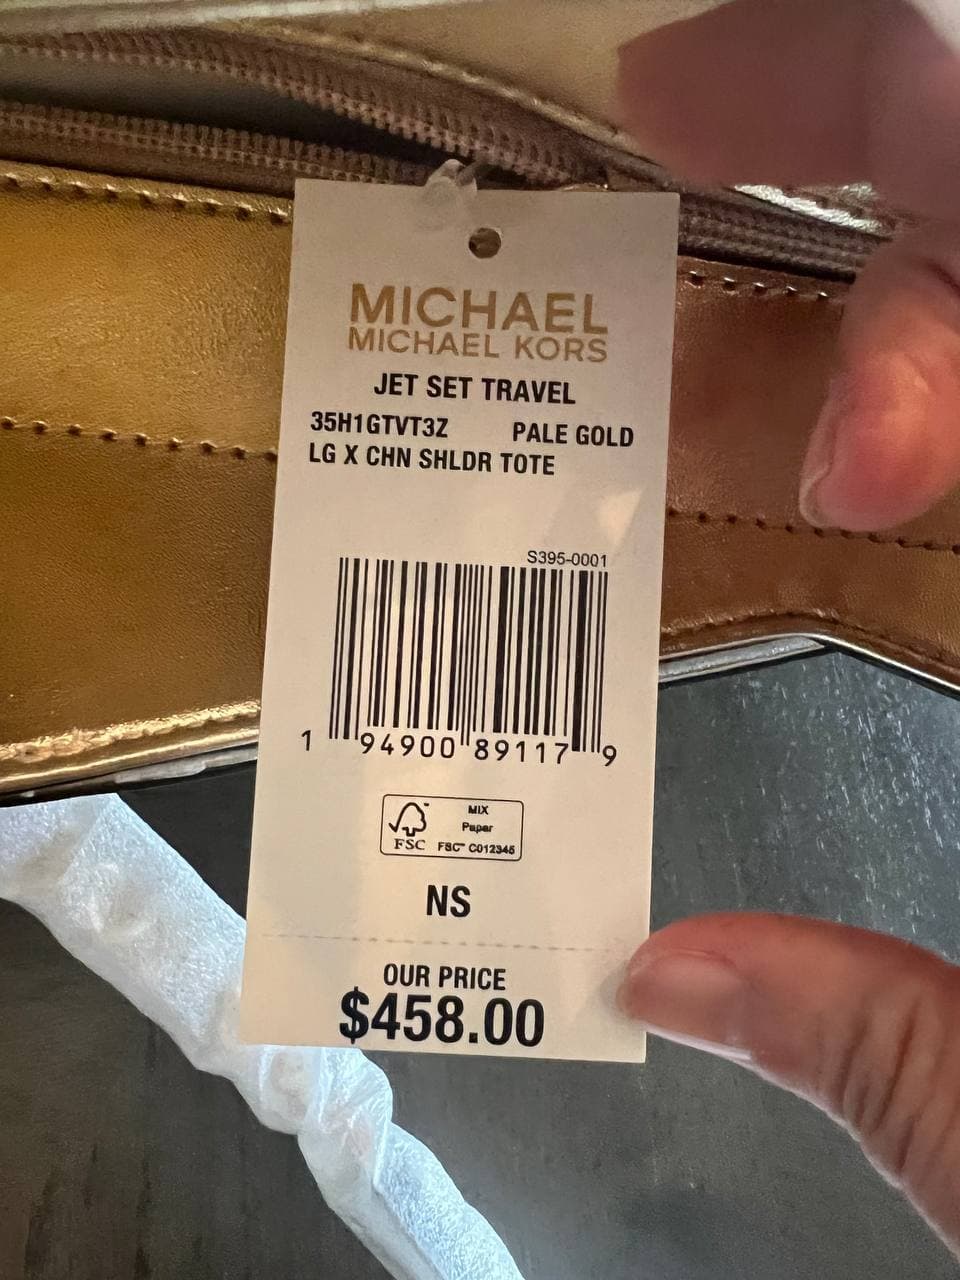 MICHAEL
MICHAEL KORS
JET SET TRAVEL
35H1GTVT3Z PALE GOLD
LG X CHN SHLDR TOTE
S395-0001
1 94900 89117 9
MIX
Paper
FSC FSC™ C012345
NS
OUR PRICE
$458.00